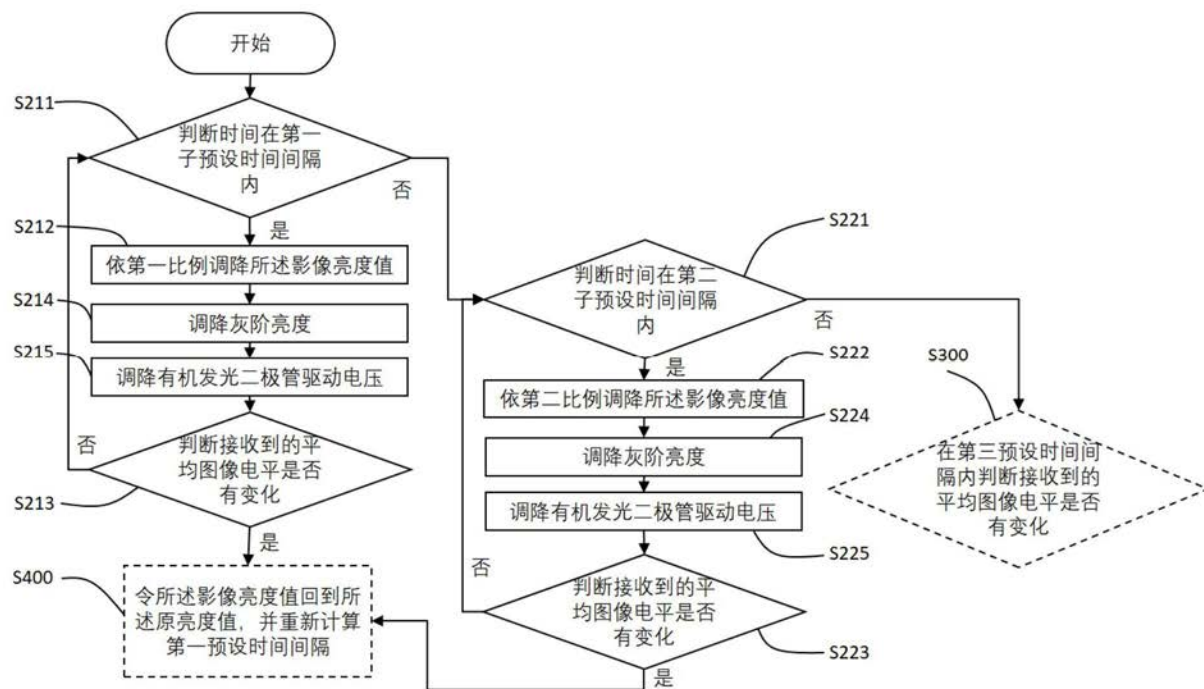 开始
S211
判断时间在第一
子预设时间间隔
内
否
是
S212
依第一比例调降所述影像亮度值
S214
调降灰阶亮度
S215
调降有机发光二极管驱动电压
否
判断接收到的平
均图像电平是否
有变化
S213
是
S400
令所述影像亮度值回到所
述原亮度值，并重新计算
第一预设时间间隔
S221
判断时间在第二
子预设时间间隔
内
否
是
S222
依第二比例调降所述影像亮度值
S224
调降灰阶亮度
调降有机发光二极管驱动电压
S225
否
判断接收到的平
均图像电平是否
有变化
S223
是
S300
在第三预设时间间
隔内判断接收到的
平均图像电平是否
有变化